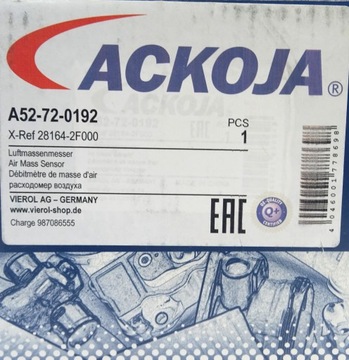 ACKOJA®
A52-72-0192
X-Ref 28164-2F000
PCS
1
Luftmassenmesser
Air Mass Sensor
Débitmètre de masse d'air
расходомер воздуха
VIEROL AG – GERMANY
www.vierol-shop.de
Charge 987086555
EAC
Q+
4046001778698